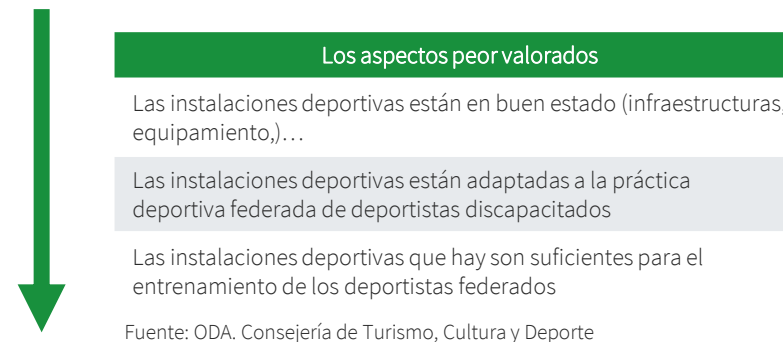 Los aspectos peor valorados
Las instalaciones deportivas están en buen estado (infraestructuras,
equipamiento,)…
Las instalaciones deportivas están adaptadas a la práctica
deportiva federada de deportistas discapacitados
Las instalaciones deportivas que hay son suficientes para el
entrenamiento de los deportistas federados
Fuente: ODA. Consejería de Turismo, Cultura y Deporte